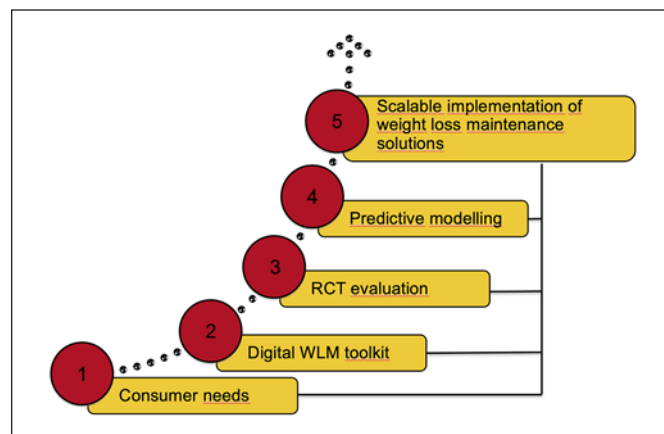 5
Scalable implementation of
weight loss maintenance
solutions
4
Predictive modelling
3
RCT evaluation
2
Digital WLM toolkit
1
Consumer needs